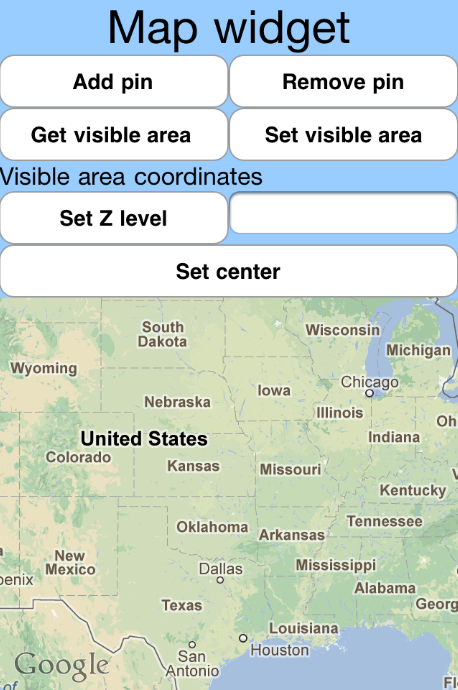 Map widget
Add pin
Remove pin
Get visible area
Set visible area
Visible area coordinates
Set Z level
Set center
South
Dakota
Wisconsin
Michigan
Wyoming
Iowa
Chicago
Nebraska
Illinois
Oh
United States
Indiana
Colorado
Kansas
Missouri
Kentucky
V
Oklahoma
Arkansas
Tennessee
a
New
Mexico
Dallas
Mississippi
enix
Alabama
Texas
Georg
Louisiana
Houston
San
Antonio
Google
of
Fl